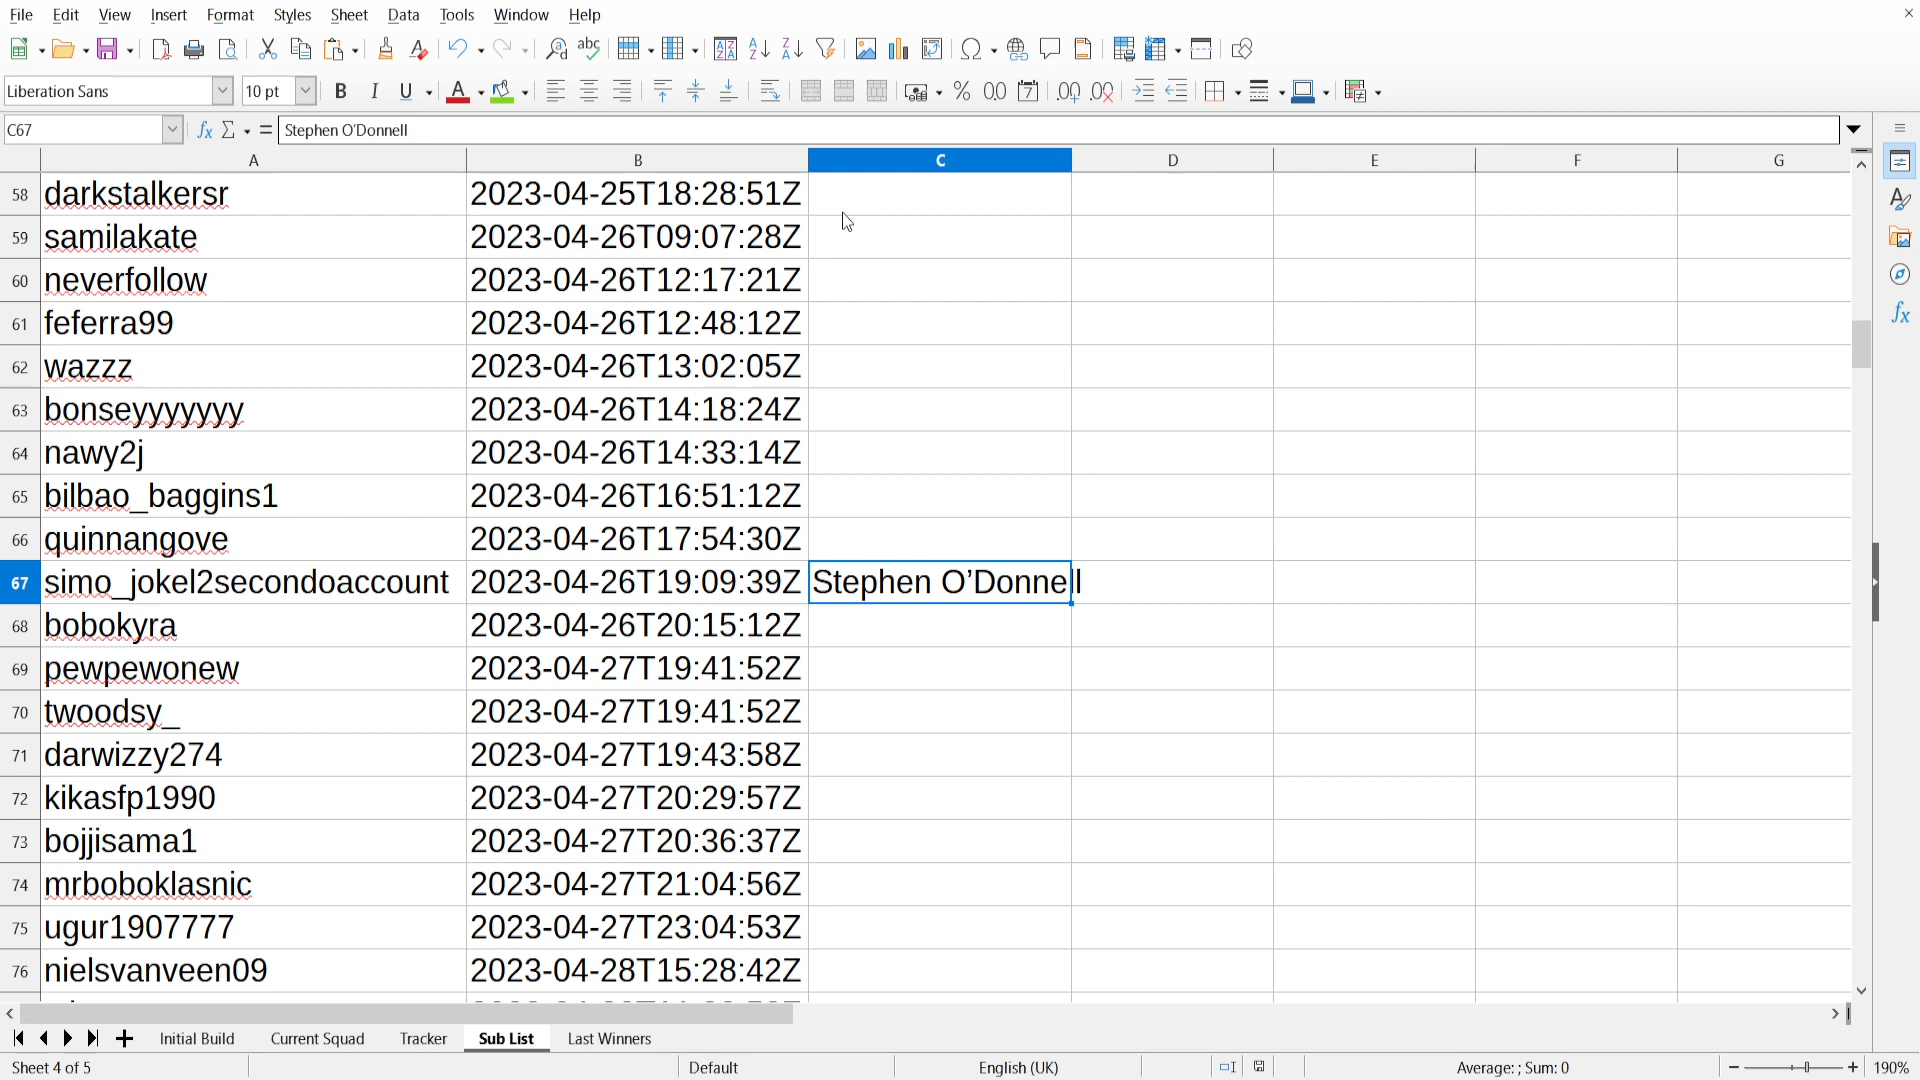 File Edit View Insert Format Styles Sheet Data Tools Window Help
Liberation Sans 10 pt
C67 Stephen O'Donnell
A B C D E F G
58 darkstalkersr 2023-04-25T18:28:51Z
59 samilakate 2023-04-26T09:07:28Z
60 neverfollow 2023-04-26T12:17:21Z
61 feferra99 2023-04-26T12:48:12Z
62 wazzz 2023-04-26T13:02:05Z
63 bonseyyyyyyy 2023-04-26T14:18:24Z
64 nawy2j 2023-04-26T14:33:14Z
65 bilbao_baggins1 2023-04-26T16:51:12Z
66 quinnangove 2023-04-26T17:54:30Z
67 simo_jokel2secondoaccount 2023-04-26T19:09:39Z Stephen O’Donnell
68 bobokyra 2023-04-26T20:15:12Z
69 pewpewonew 2023-04-27T19:41:52Z
70 twoodsy_ 2023-04-27T19:41:52Z
71 darwizzy274 2023-04-27T19:43:58Z
72 kikasfp1990 2023-04-27T20:29:57Z
73 bojjisama1 2023-04-27T20:36:37Z
74 mrboboklasnic 2023-04-27T21:04:56Z
75 ugur1907777 2023-04-27T23:04:53Z
76 nielsvanveen09 2023-04-28T15:28:42Z
Initial Build Current Squad Tracker Sub List Last Winners
Sheet 4 of 5 Default English (UK) Average: ; Sum: 0 190%